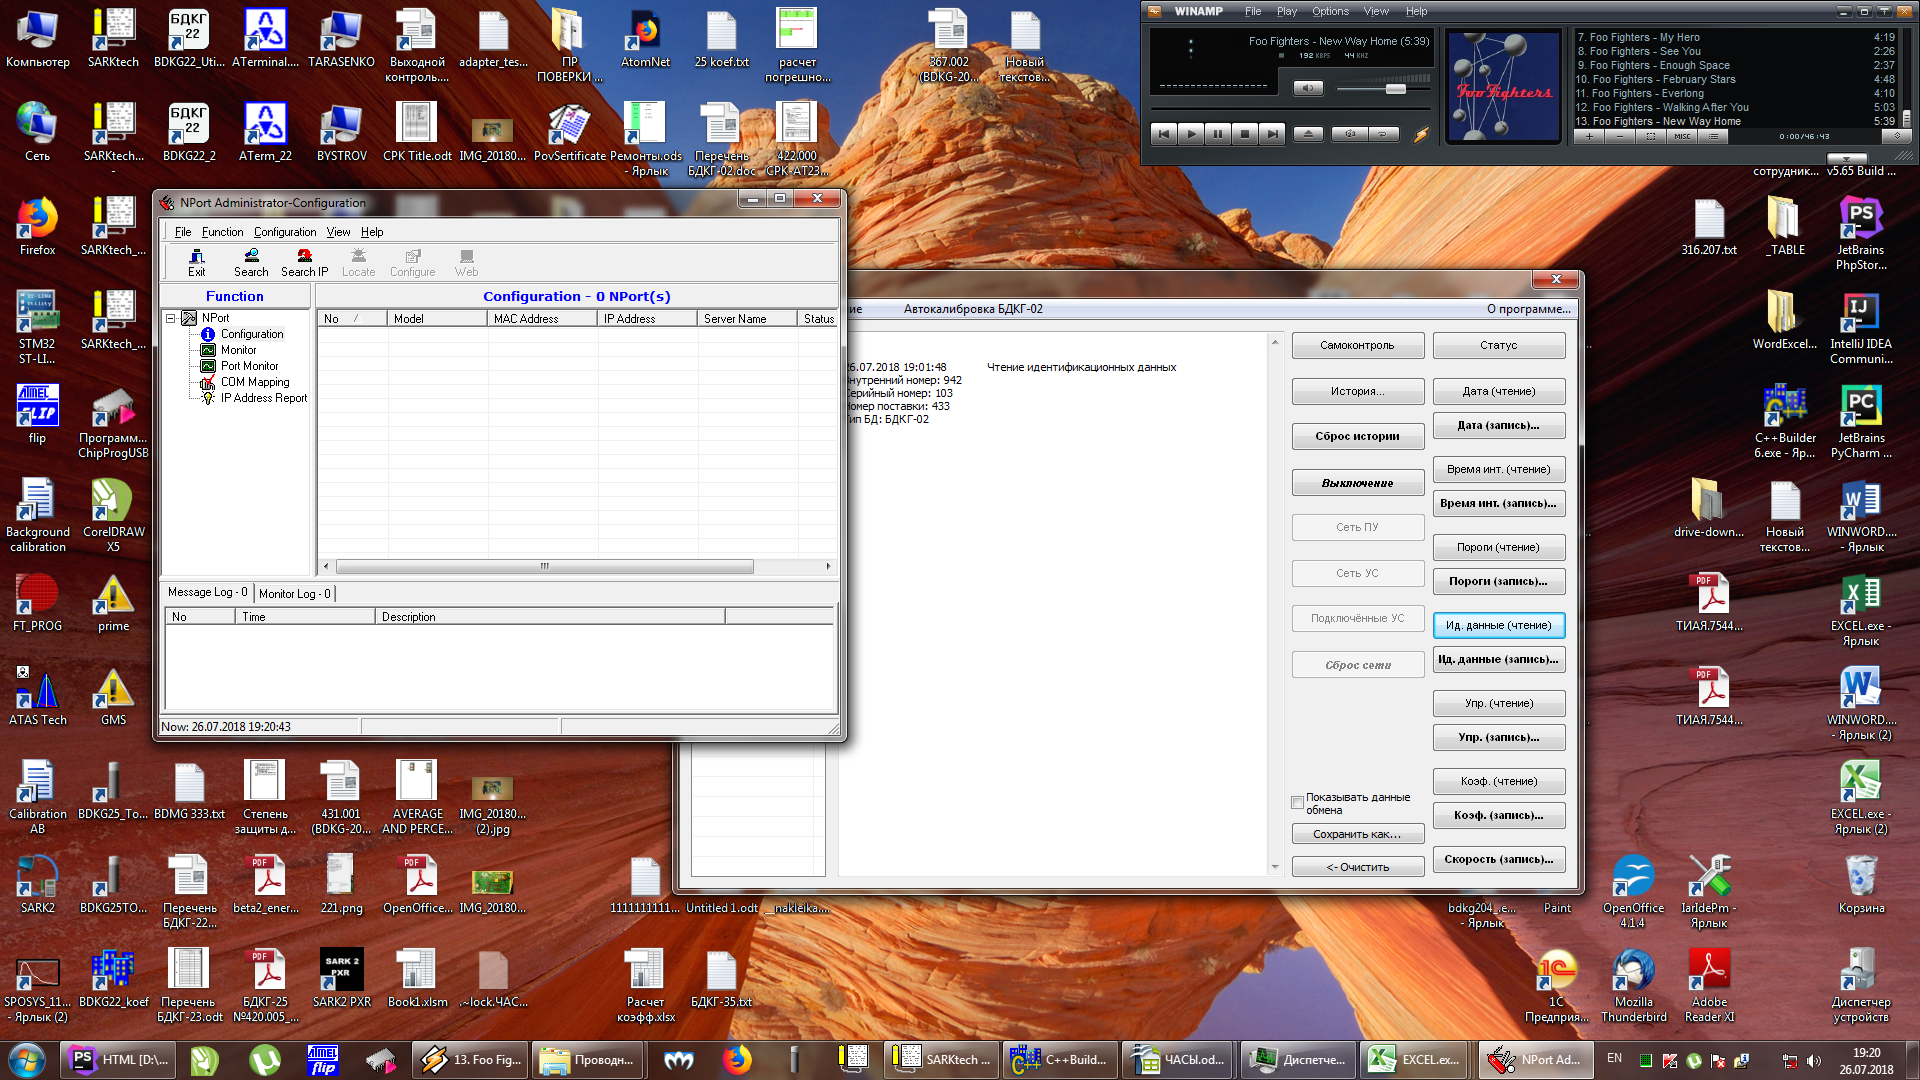 Компьютер
SARKtech
BDKG22_Uti...
ATerminal....
TARASENKO
Выходной
контроль....
adapter_tes...
ПР
ПОВЕРКИ ...
AtomNet
25 koef.txt
расчет
погрешно...
367.002
(BDKG-20...
Новый
текстов...
БДКГ
22
Сеть
SARKtech...
-
BDKG22_2
ATerm_22
BYSTROV
СРК Title.odt
IMG_20180...
PovSertificate
Ремонты.ods
- Ярлык
Перечень
БДКГ-02.doc
422.000
СРК-АТ23...
БДКГ
22
WINAMP
File Play Options View Help
Foo Fighters - New Way Home (5:39)
192 KBPS 44 KHZ
Foo Fighters
7. Foo Fighters - My Hero 4:19
8. Foo Fighters - See You 2:26
9. Foo Fighters - Enough Space 2:37
10. Foo Fighters - February Stars 4:48
11. Foo Fighters - Everlong 4:10
12. Foo Fighters - Walking After You 5:03
13. Foo Fighters - New Way Home 5:39
MISC
0:00/46:43
сотрудник...
v5.65 Build ...
Firefox
SARKtech_...
STM32
ST-LI...
SARKtech_...
flip
Программ...
ChipProgUSB
Background
calibration
CorelDRAW
X5
FT_PROG
prime
ATAS Tech
GMS
NPort Administrator-Configuration
File Function Configuration View Help
Exit Search Search IP Locate Configure Web
Function
Configuration - 0 NPort(s)
NPort
Configuration
Monitor
Port Monitor
COM Mapping
IP Address Report
No Model MAC Address IP Address Server Name Status
Message Log - 0 Monitor Log - 0
No Time Description
Now: 26.07.2018 19:20:43
ие Автокалибровка БДКГ-02 О программе...
26.07.2018 19:01:48 Чтение идентификационных данных
нутренний номер: 942
ерийный номер: 103
омер поставки: 433
ип БД: БДКГ-02
Самоконтроль
Статус
История...
Дата (чтение)
Сброс истории
Дата (запись)...
Выключение
Время инт. (чтение)
Время инт. (запись)...
Сеть ПУ
Пороги (чтение)
Сеть УС
Пороги (запись)...
Подключённые УС
Ид. данные (чтение)
Сброс сети
Ид. данные (запись)...
Упр. (чтение)
Упр. (запись)...
Коэф. (чтение)
Показывать данные
обмена
Коэф. (запись)...
Сохранить как...
Скорость (запись)...
<- Очистить
316.207.txt
_TABLE
JetBrains
PhpStor...
WordExcel...
IntelliJ IDEA
Communi...
C++Builder
6.exe - Яр...
JetBrains
PyCharm ...
drive-down...
Новый
текстов...
WINWORD....
- Ярлык
ТИАЯ.7544...
EXCEL.exe -
Ярлык
ТИАЯ.7544...
WINWORD....
- Ярлык (2)
EXCEL.exe -
Ярлык (2)
Calibration
AB
BDKG25_To...
BDMG 333.txt
Степень
защиты д...
431.001
(BDKG-20...
AVERAGE
AND PERCE...
IMG_20180...
(2).jpg
SARK2
BDKG25TO...
Перечень
БДКГ-22...
beta2_ener...
221.png
OpenOffice...
IMG_20180...
1111111111...
Untitled 1.odt
__nakleika....
bdkg204_.e...
- Ярлык
Paint
OpenOffice
4.1.4
IarIdePm -
Ярлык
Корзина
SPOSYS_11...
- Ярлык (2)
BDKG22_koef
Перечень
БДКГ-23.odt
БДКГ-25
№420.005_...
SARK 2
PXR
SARK2 PXR
Book1.xlsm
.~lock.ЧАС...
Расчет
коэфф.xlsx
БДКГ-35.txt
1С
Предприя...
Mozilla
Thunderbird
Adobe
Reader XI
Диспетчер
устройств
HTML [D:\...
13. Foo Fig...
Проводн...
SARKtech ...
C++Build...
ЧАСЫ.od...
Диспетче...
EXCEL.ex...
NPort Ad...
EN
19:20
26.07.2018